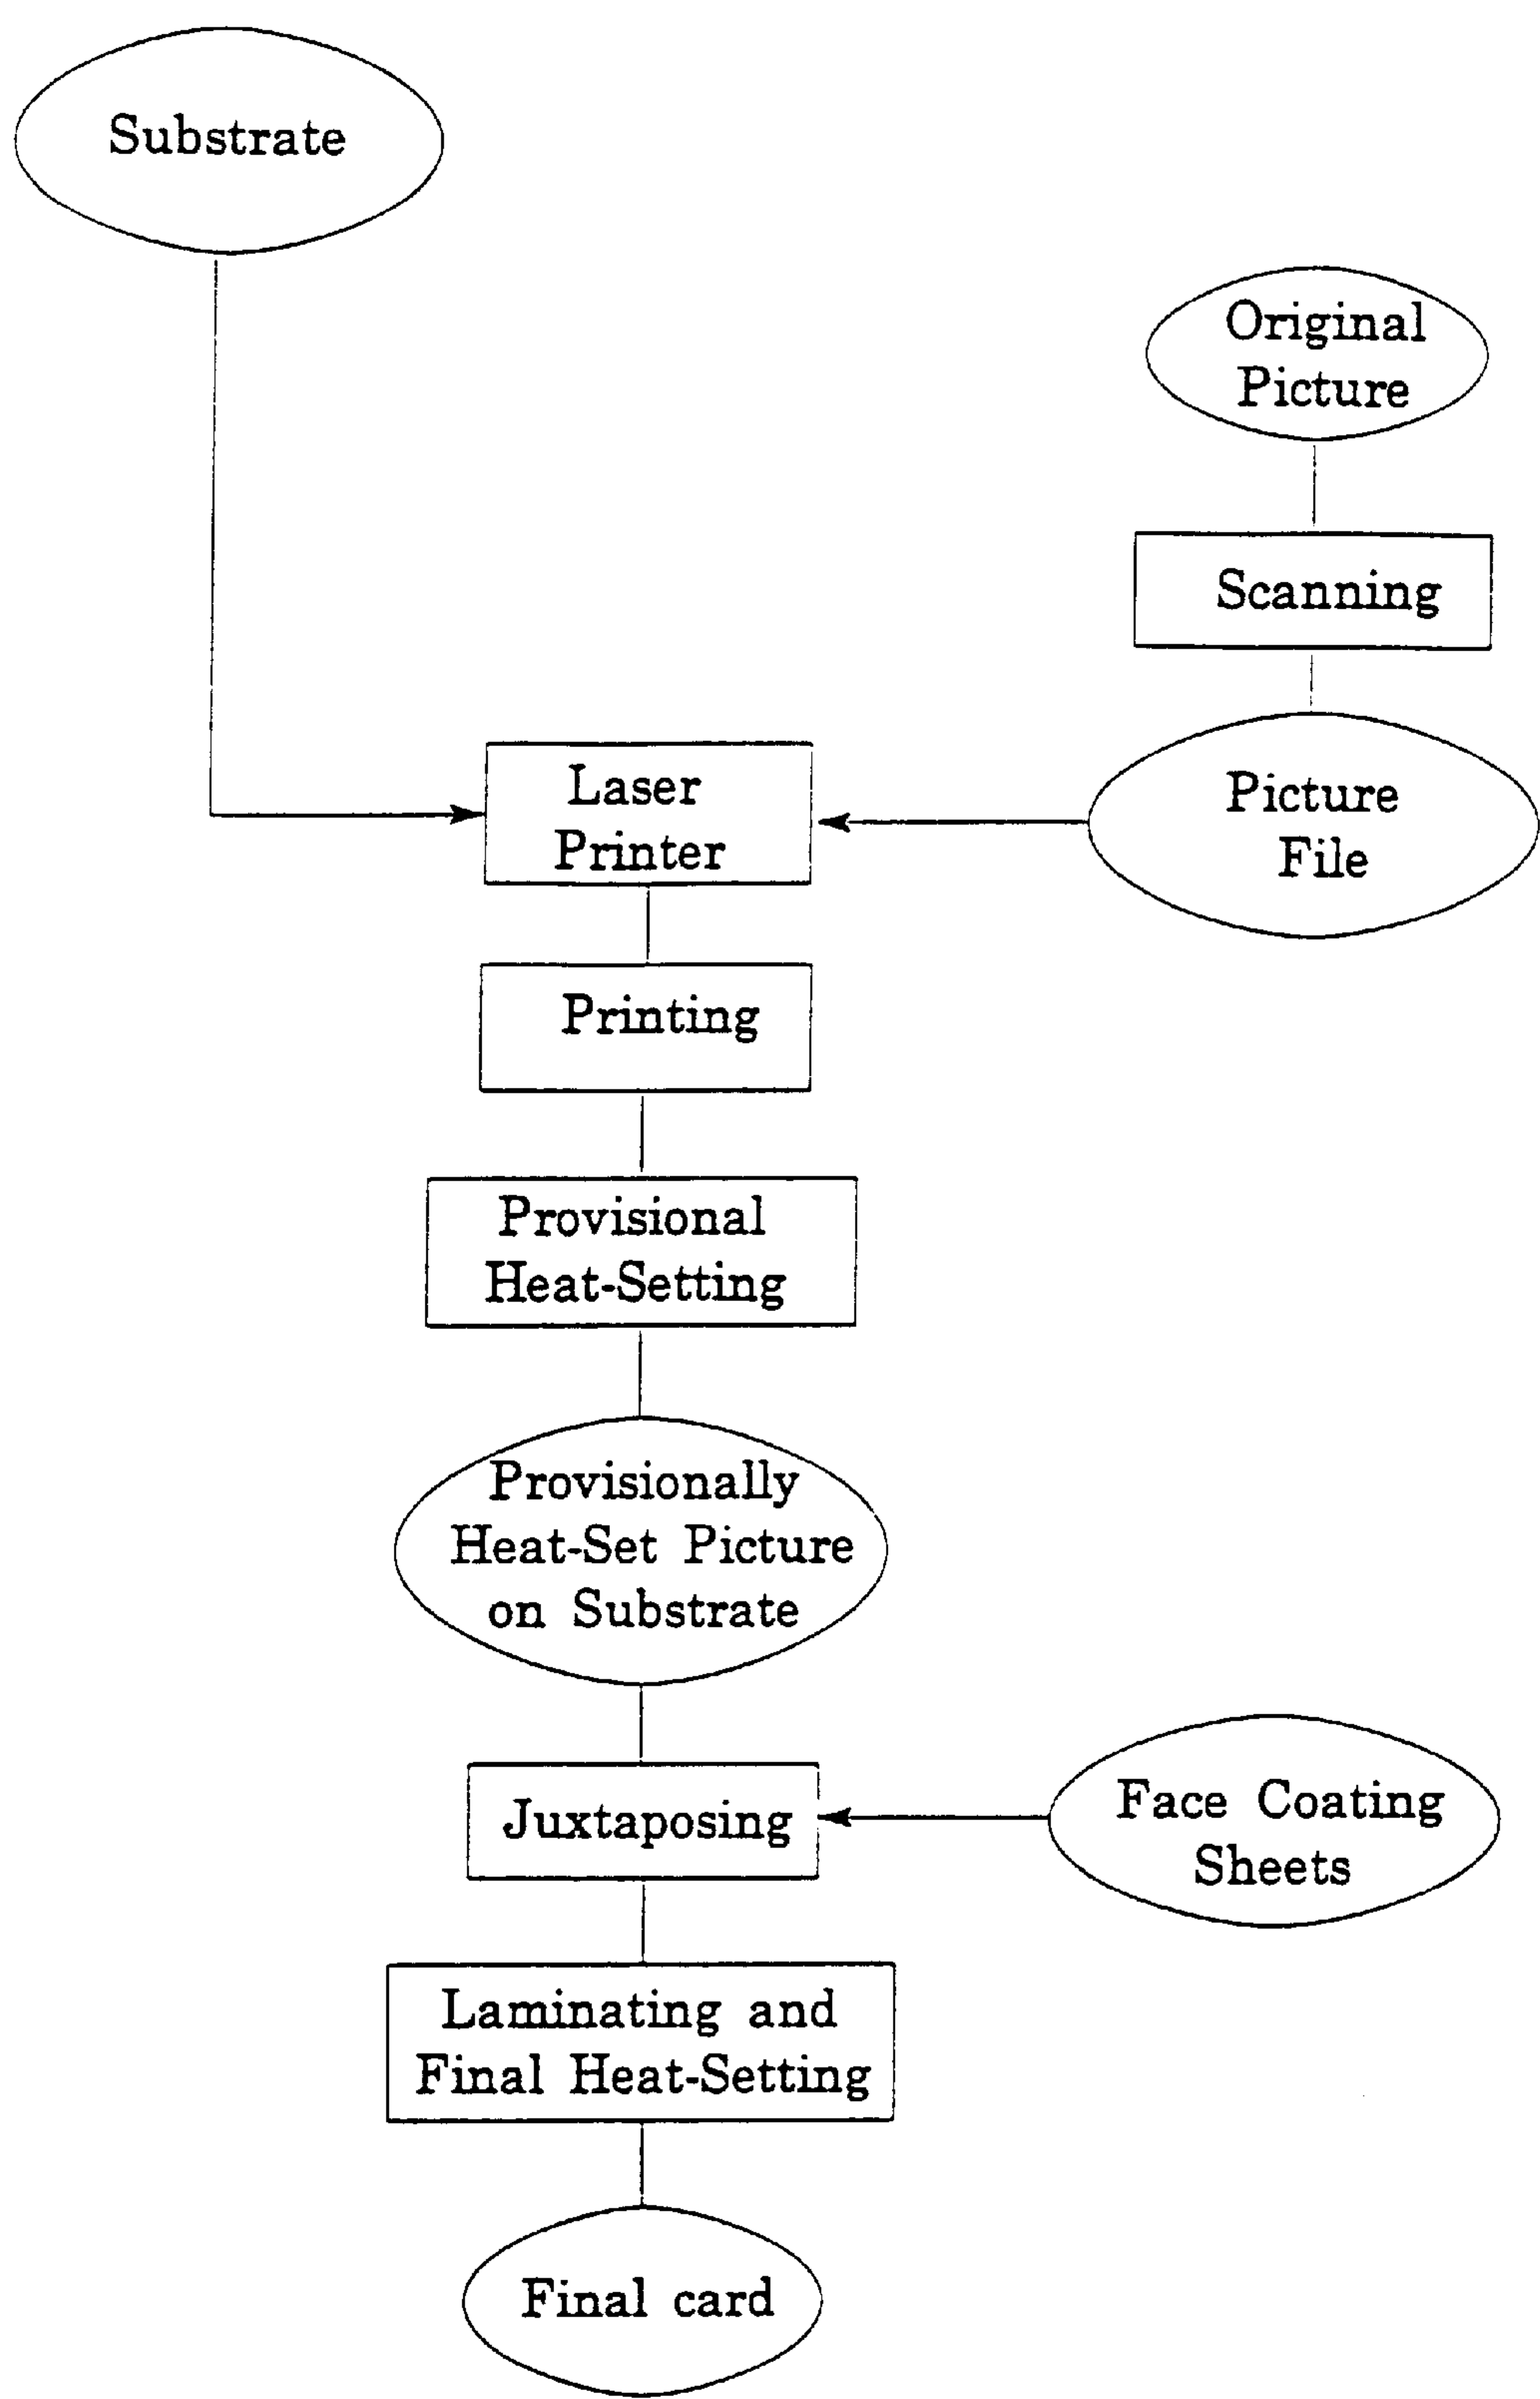 Substrate
Original
Picture
Scanning
Laser
Printer
Picture
File
Printing
Provisional
Heat-Setting
Provisionally
Heat-Set Picture
on Substrate
Juxtaposing
Face Coating
Sheets
Laminating and
Final Heat-Setting
Final card